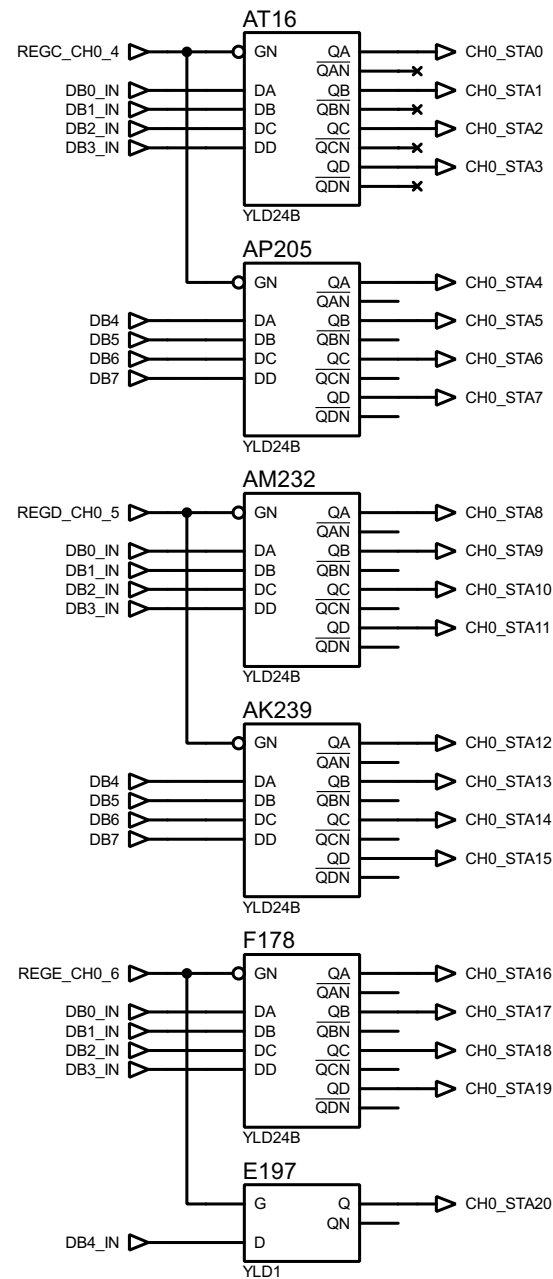 AT16
REGC_CH0_4 GN QA CH0_STA0
QAN
DB0_IN DA QB CH0_STA1
DB1_IN DB QBN
DB2_IN DC QC CH0_STA2
DB3_IN DD QCN
QD CH0_STA3
QDN
YLD24B
AP205
GN QA CH0_STA4
QAN
DB4 DA QB CH0_STA5
DB5 DB QBN
DB6 DC QC CH0_STA6
DB7 DD QCN
QD CH0_STA7
QDN
YLD24B
AM232
REGD_CH0_5 GN QA CH0_STA8
QAN
DB0_IN DA QB CH0_STA9
DB1_IN DB QBN
DB2_IN DC QC CH0_STA10
DB3_IN DD QCN
QD CH0_STA11
QDN
YLD24B
AK239
GN QA CH0_STA12
QAN
DB4 DA QB CH0_STA13
DB5 DB QBN
DB6 DC QC CH0_STA14
DB7 DD QCN
QD CH0_STA15
QDN
YLD24B
F178
REGE_CH0_6 GN QA CH0_STA16
QAN
DB0_IN DA QB CH0_STA17
DB1_IN DB QBN
DB2_IN DC QC CH0_STA18
DB3_IN DD QCN
QD CH0_STA19
QDN
YLD24B
E197
G Q CH0_STA20
QN
DB4_IN D
YLD1